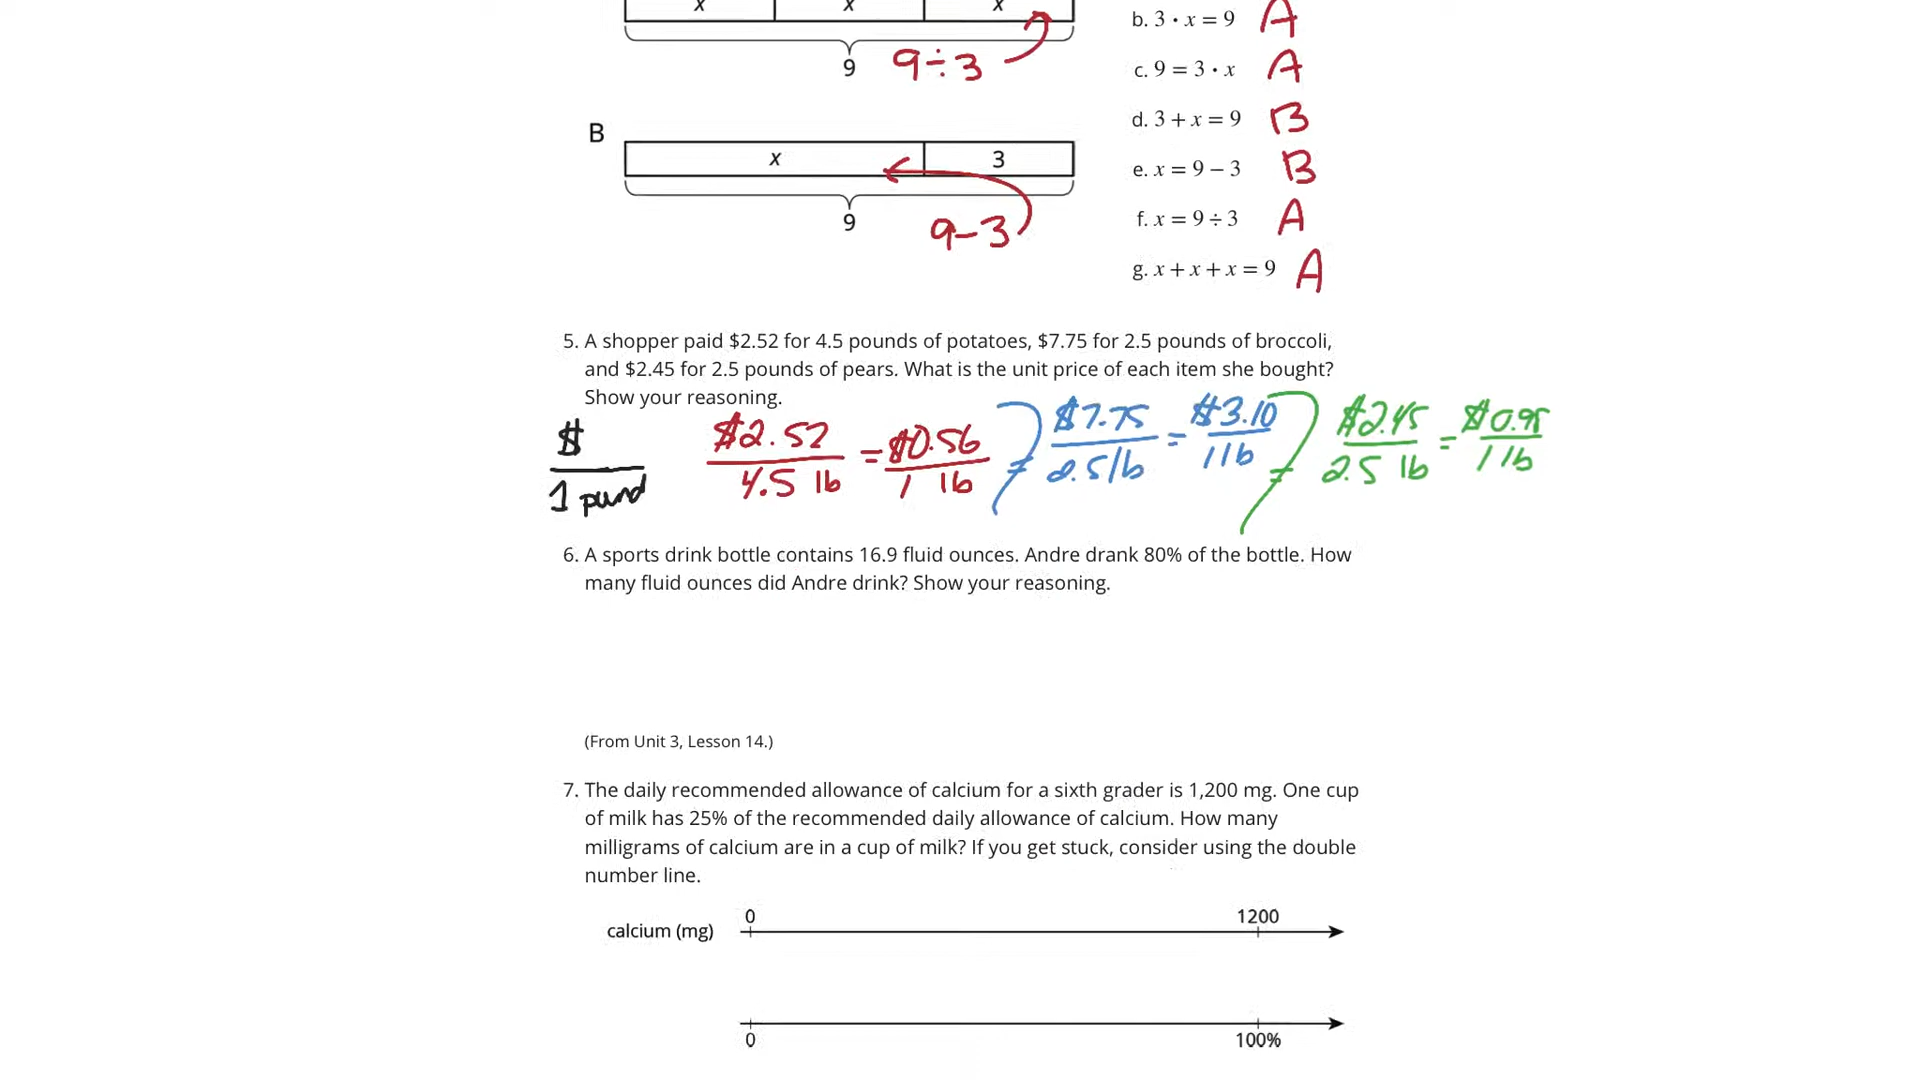 x x x
b. 3 · x = 9 A
9 9÷3
c. 9 = 3 · x A
B
d. 3 + x = 9 B
x 3
e. x = 9 − 3 B
9 9-3
f. x = 9 ÷ 3 A
g. x + x + x = 9 A
5. A shopper paid $2.52 for 4.5 pounds of potatoes, $7.75 for 2.5 pounds of broccoli,
and $2.45 for 2.5 pounds of pears. What is the unit price of each item she bought?
Show your reasoning.
$ / 1 pund
$2.52 / 4.5 lb = $0.56 / 1 lb
$7.75 / 2.5 lb = $3.10 / 1 lb
$2.45 / 2.5 lb = $0.98 / 1 lb
6. A sports drink bottle contains 16.9 fluid ounces. Andre drank 80% of the bottle. How
many fluid ounces did Andre drink? Show your reasoning.
(From Unit 3, Lesson 14.)
7. The daily recommended allowance of calcium for a sixth grader is 1,200 mg. One cup
of milk has 25% of the recommended daily allowance of calcium. How many
milligrams of calcium are in a cup of milk? If you get stuck, consider using the double
number line.
0 1200
calcium (mg)
0 100%